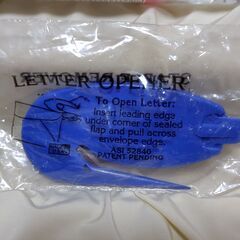 LETTER OPENER
To Open Letter:
Insert leading edge
under corner of sealed
flap and pull across
envelope edges.
ASI 52840
PATENT PENDING